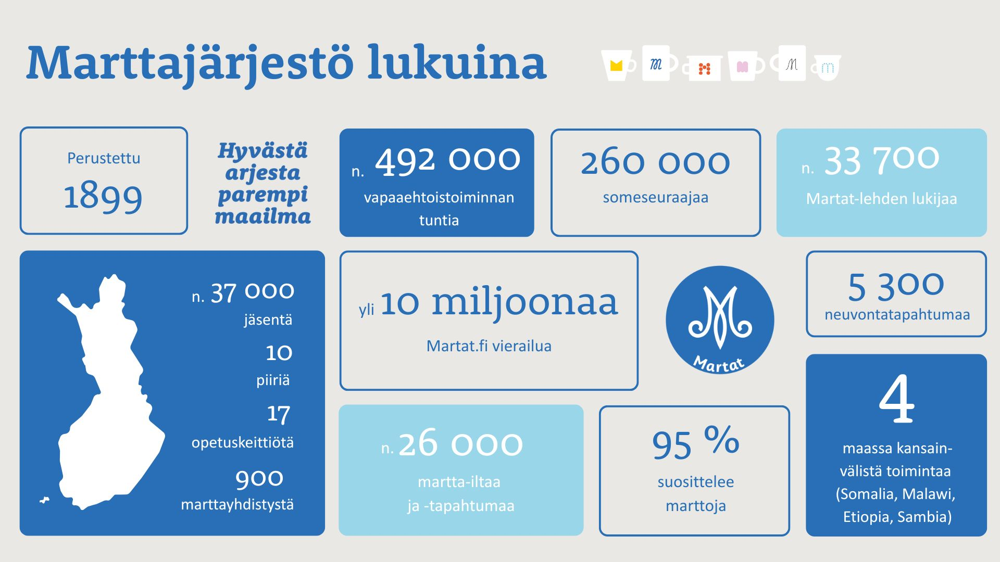 Marttajärjestö lukuina
Perustettu
1899
Hyvästä
arjesta
parempi
maailma
n. 492 000
vapaaehtoistoiminnan
tuntia
260 000
someseuraajaa
n. 33 700
Martat-lehden lukijaa
n. 37 000
jäsentä
10
piiriä
17
opetuskeittiötä
900
marttayhdistystä
yli 10 miljoonaa
Martat.fi vierailua
Martat
5 300
neuvontatapahtumaa
n. 26 000
martta-iltaa
ja -tapahtumaa
95 %
suosittelee
marttoja
4
maassa kansain-
välistä toimintaa
(Somalia, Malawi,
Etiopia, Sambia)